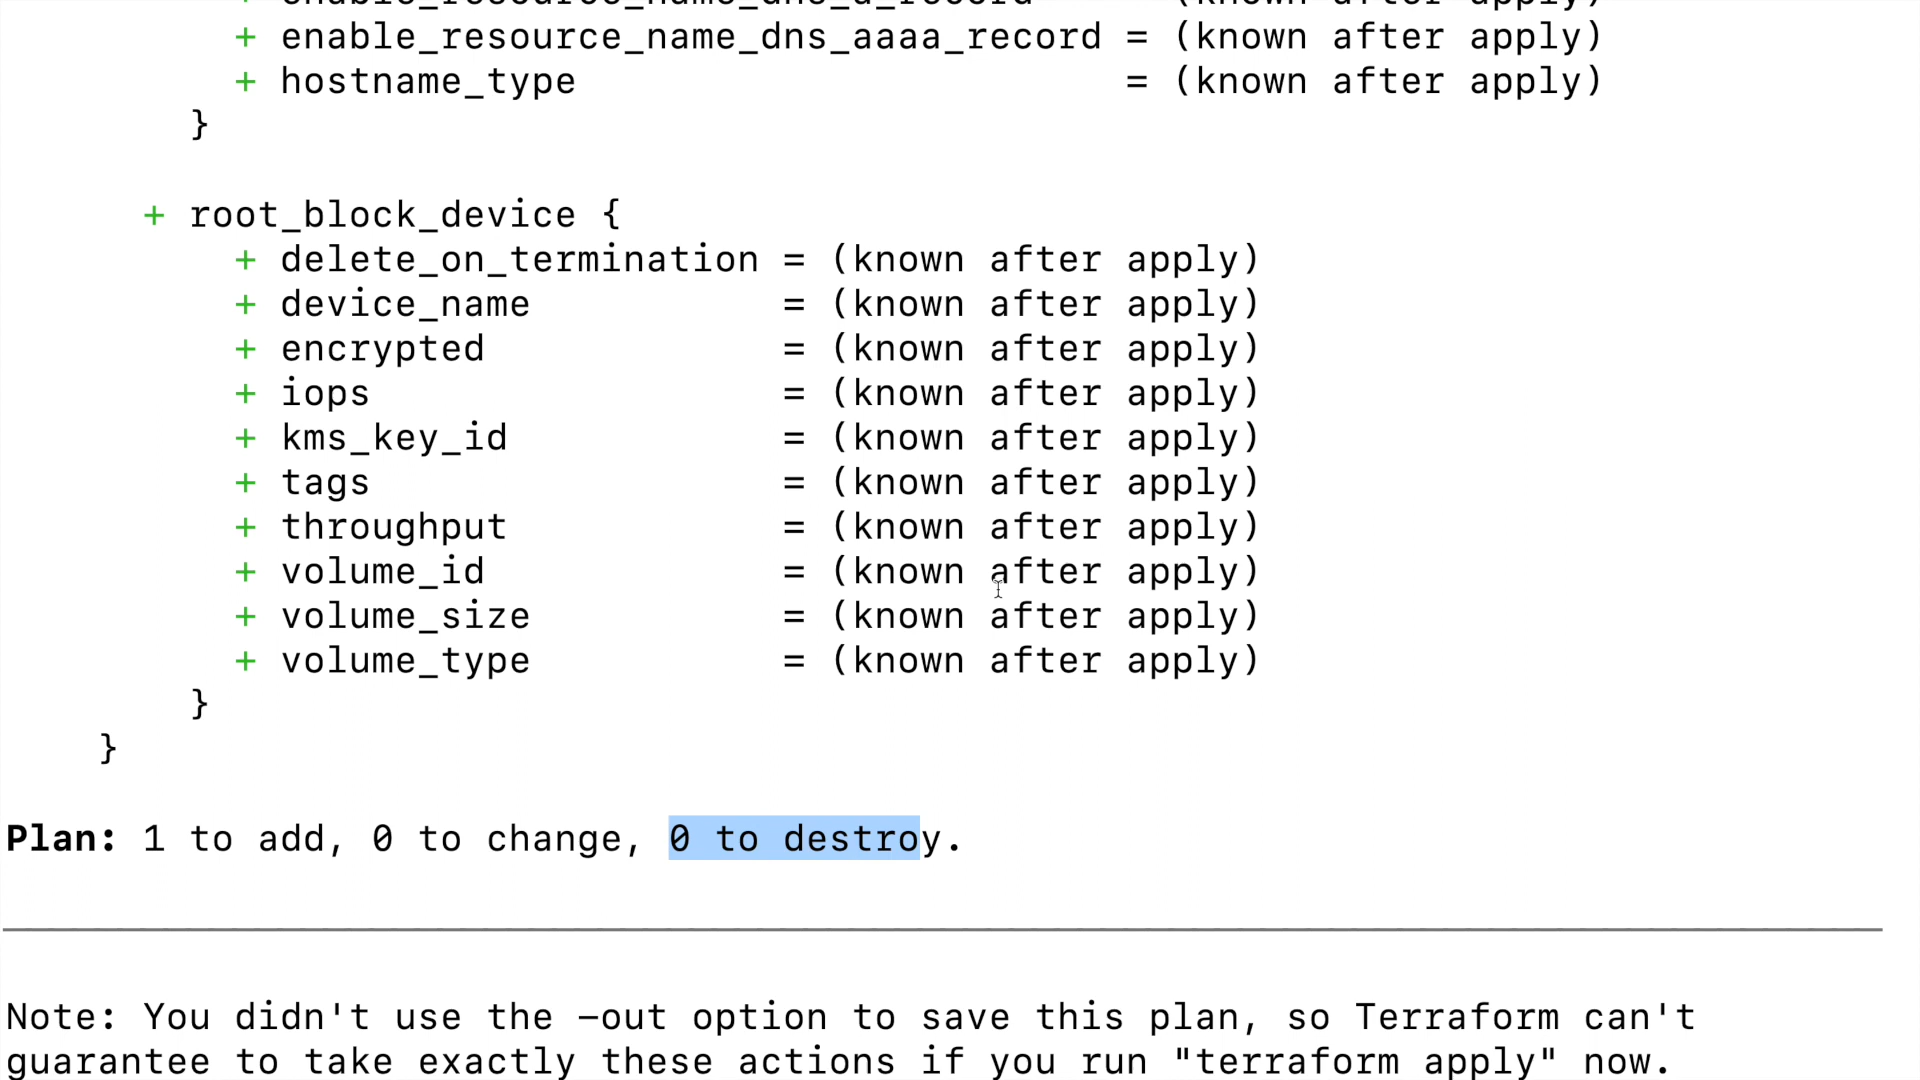 + enable_resource_name_dns_a_record = (known after apply)
+ enable_resource_name_dns_aaaa_record = (known after apply)
+ hostname_type = (known after apply)
}
+ root_block_device {
+ delete_on_termination = (known after apply)
+ device_name = (known after apply)
+ encrypted = (known after apply)
+ iops = (known after apply)
+ kms_key_id = (known after apply)
+ tags = (known after apply)
+ throughput = (known after apply)
+ volume_id = (known after apply)
+ volume_size = (known after apply)
+ volume_type = (known after apply)
}
}
Plan: 1 to add, 0 to change, 0 to destroy.
Note: You didn't use the –out option to save this plan, so Terraform can't
guarantee to take exactly these actions if you run "terraform apply" now.